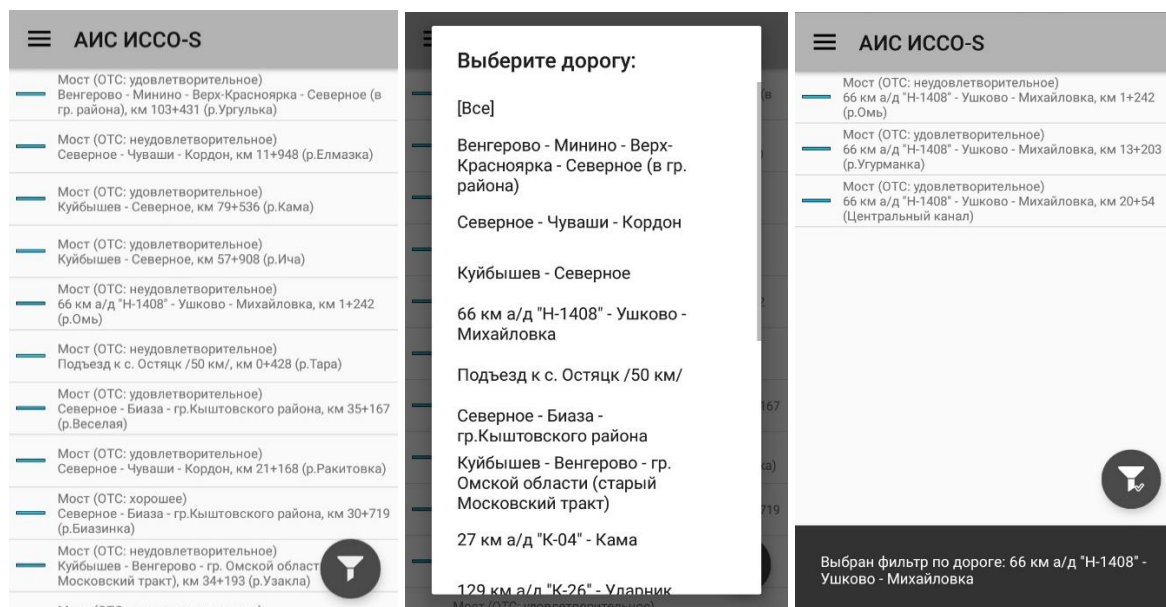 АИС ИССО-S
Мост (ОТС: удовлетворительное)
Венгерово - Минино - Верх-Красноярка - Северное (в
гр. района), км 103+431 (р.Ургулька)
Мост (ОТС: неудовлетворительное)
Северное - Чуваши - Кордон, км 11+948 (р.Елмазка)
Мост (ОТС: удовлетворительное)
Куйбышев - Северное, км 79+536 (р.Кама)
Мост (ОТС: удовлетворительное)
Куйбышев - Северное, км 57+908 (р.Ича)
Мост (ОТС: неудовлетворительное)
66 км а/д "Н-1408" - Ушково - Михайловка, км 1+242
(р.Омь)
Мост (ОТС: неудовлетворительное)
Подъезд к с. Остяцк /50 км/, км 0+428 (р.Тара)
Мост (ОТС: удовлетворительное)
Северное - Биаза - гр.Кыштовского района, км 35+167
(р.Веселая)
Мост (ОТС: удовлетворительное)
Северное - Чуваши - Кордон, км 21+168 (р.Ракитовка)
Мост (ОТС: хорошее)
Северное - Биаза - гр.Кыштовского района, км 30+719
(р.Биазинка)
Мост (ОТС: неудовлетворительное)
Куйбышев - Венгерово - гр. Омской област
Московский тракт), км 34+193 (р.Узакла)
Выберите дорогу:
[Все]
Венгерово - Минино - Верх-
Красноярка - Северное (в гр.
района)
Северное - Чуваши - Кордон
Куйбышев - Северное
66 км а/д "Н-1408" - Ушково -
Михайловка
Подъезд к с. Остяцк /50 км/
Северное - Биаза -
гр.Кыштовского района
Куйбышев - Венгерово - гр.
Омской области (старый
Московский тракт)
27 км а/д "К-04" - Кама
129 км а/д "К-26" - Ударник
(в
2
167
ка)
719
АИС ИССО-S
Мост (ОТС: неудовлетворительное)
66 км а/д "Н-1408" - Ушково - Михайловка, км 1+242
(р.Омь)
Мост (ОТС: удовлетворительное)
66 км а/д "Н-1408" - Ушково - Михайловка, км 13+203
(р.Угурманка)
Мост (ОТС: удовлетворительное)
66 км а/д "Н-1408" - Ушково - Михайловка, км 20+54
(Центральный канал)
Выбран фильтр по дороге: 66 км а/д "Н-1408" -
Ушково - Михайловка